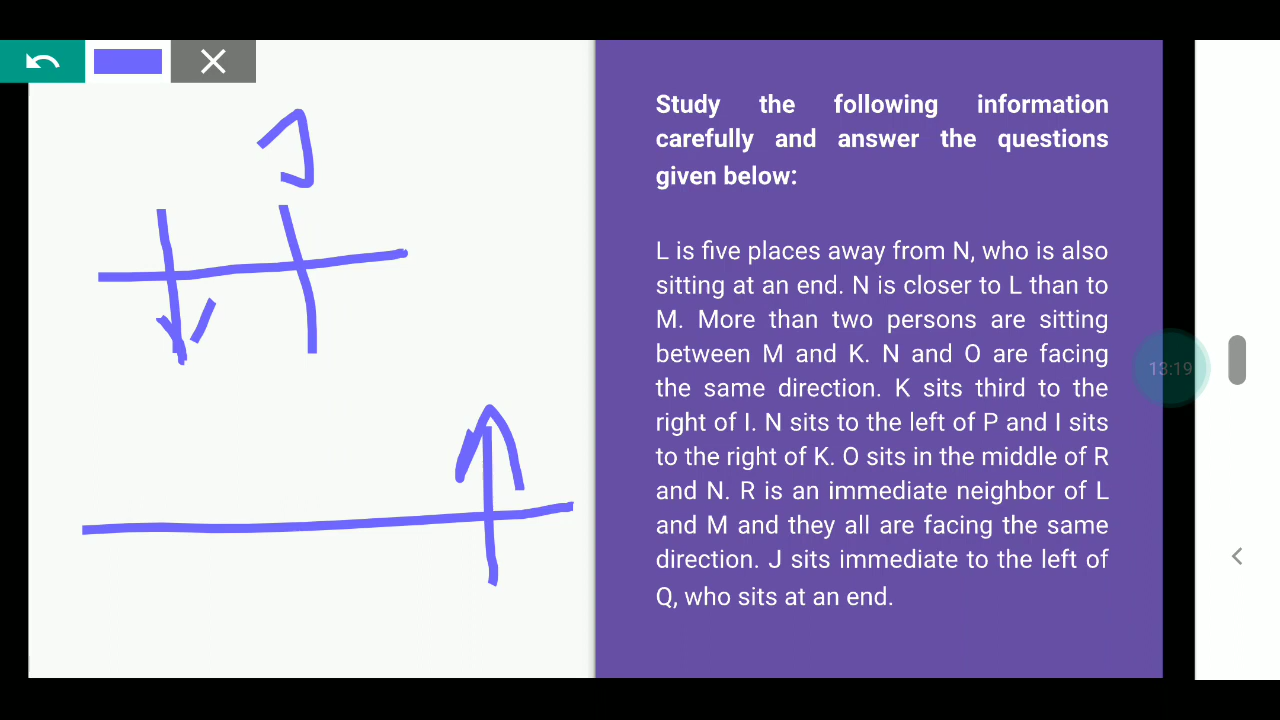 Study the following information
carefully and answer the questions
given below:
L is five places away from N, who is also
sitting at an end. N is closer to L than to
M. More than two persons are sitting
between M and K. N and O are facing
the same direction. K sits third to the
right of I. N sits to the left of P and I sits
to the right of K. O sits in the middle of R
and N. R is an immediate neighbor of L
and M and they all are facing the same
direction. J sits immediate to the left of
Q, who sits at an end.
13:19